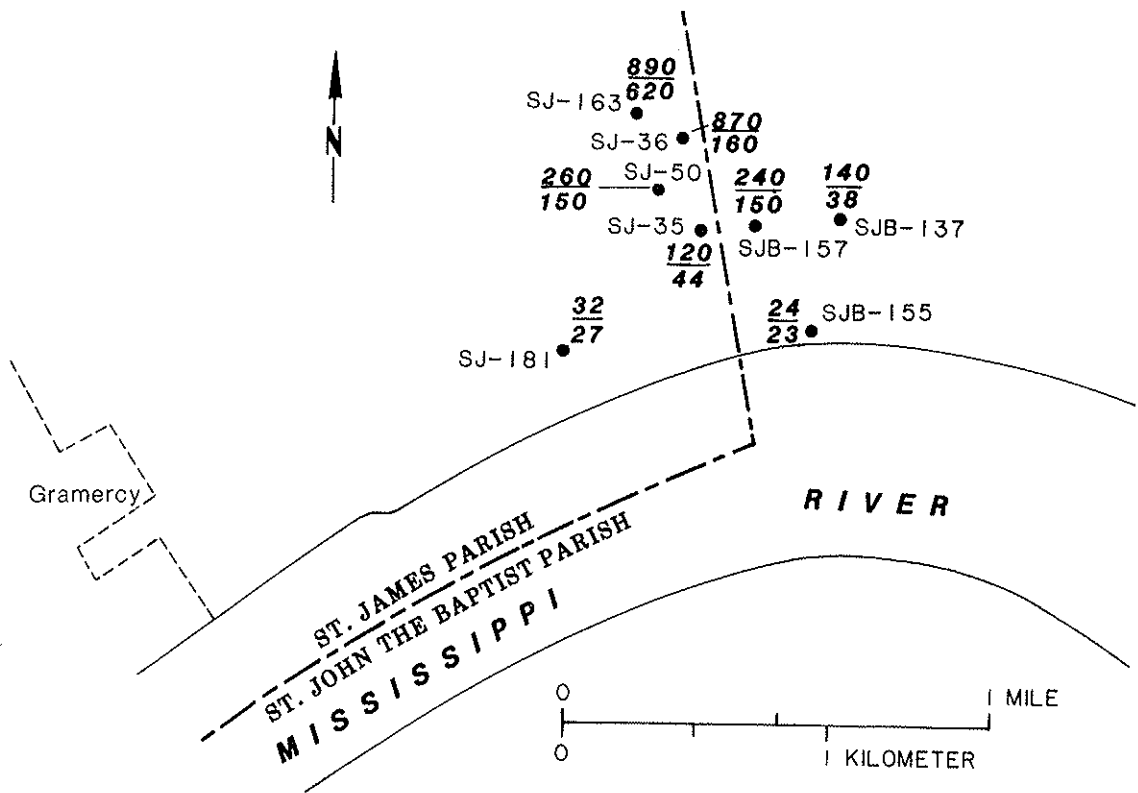 N
890
620
SJ-163
870
160
SJ-36
SJ-50
260
150
240
150
140
38
SJ-35
SJB-137
SJB-157
120
44
32
27
24
23
SJB-155
SJ-181
Gramercy
RIVER
ST. JAMES PARISH
ST. JOHN THE BAPTIST PARISH
MISSISSIPPI
0
1 MILE
0
1 KILOMETER